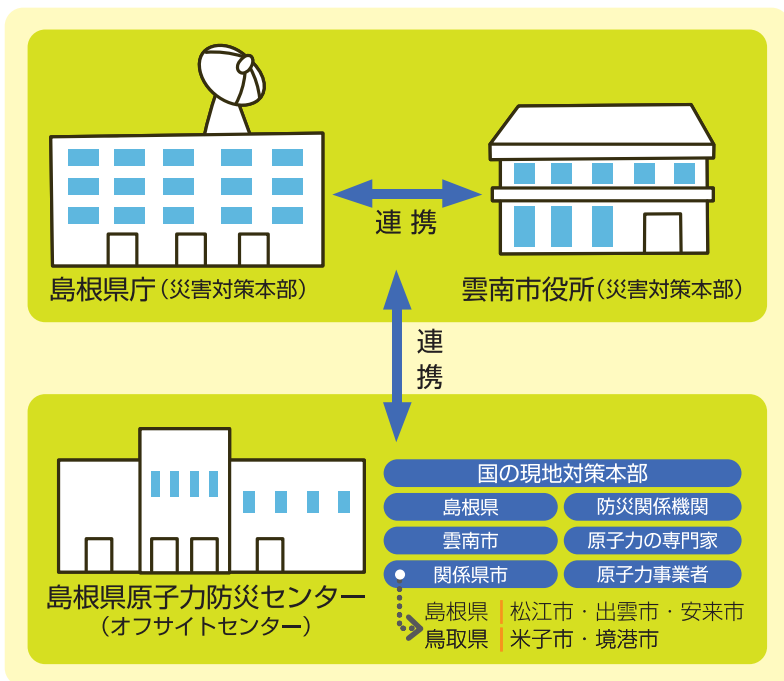 連携
島根県庁（災害対策本部）
雲南市役所（災害対策本部）
連
携
国の現地対策本部
島根県
防災関係機関
雲南市
原子力の専門家
関係県市
原子力事業者
島根県原子力防災センター
（オフサイトセンター）
島根県｜松江市・出雲市・安来市
鳥取県｜米子市・境港市